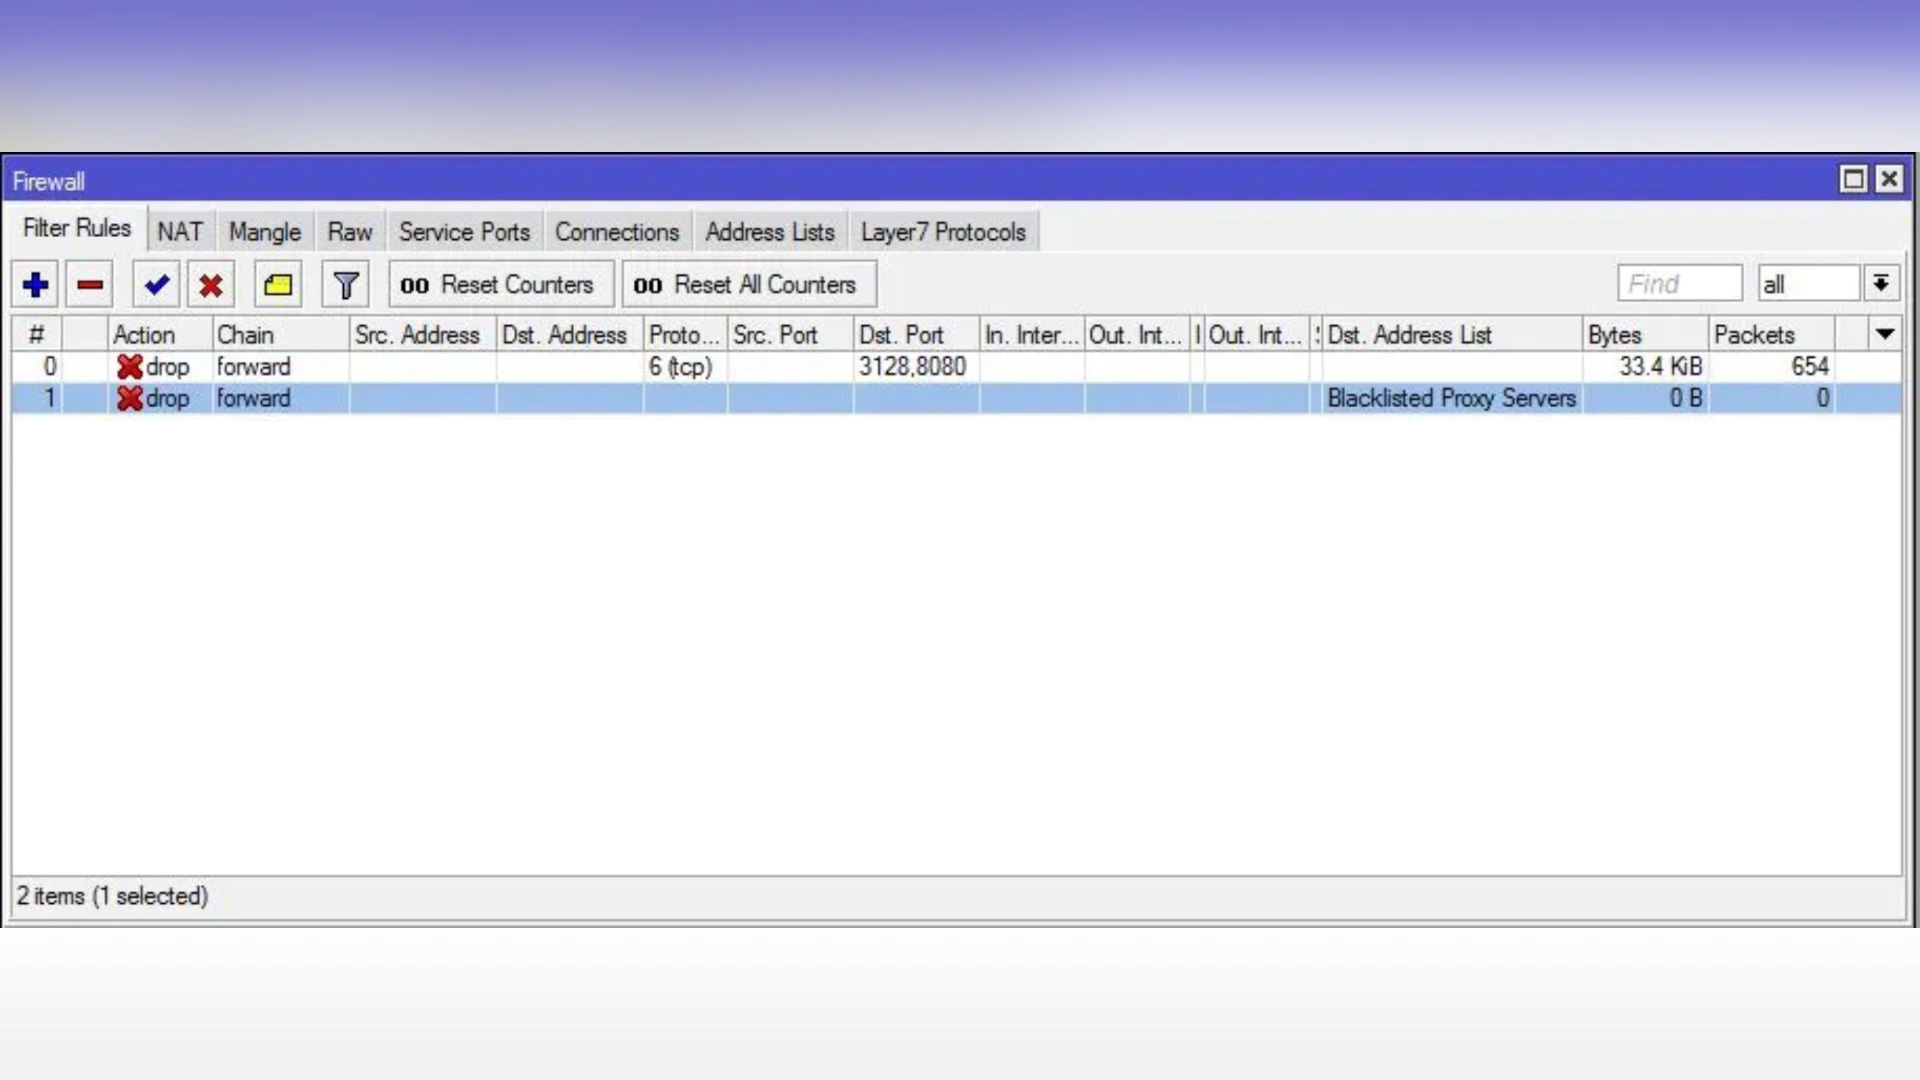 Firewall
Filter Rules NAT Mangle Raw Service Ports Connections Address Lists Layer7 Protocols
00 Reset Counters 00 Reset All Counters Find all
# Action Chain Src. Address Dst. Address Proto... Src. Port Dst. Port In. Inter... Out. Int... I Out. Int... Dst. Address List Bytes Packets
0 drop forward 6 (tcp) 3128,8080 33.4 KiB 654
1 drop forward Blacklisted Proxy Servers 0 B 0
2 items (1 selected)